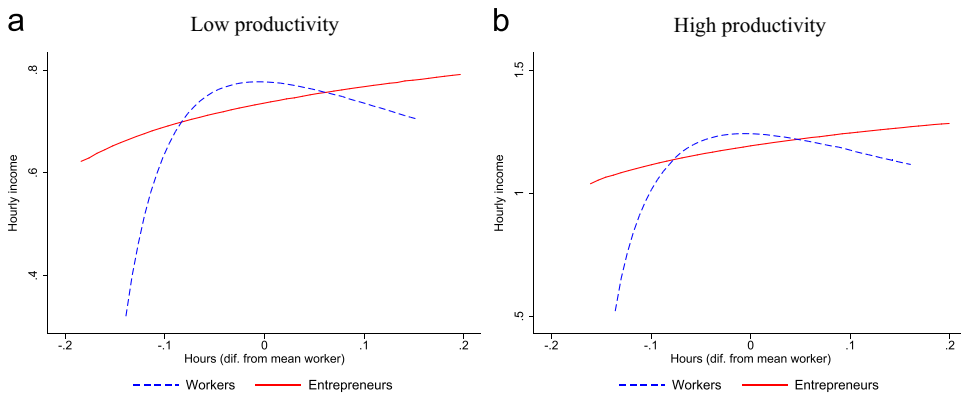 a
Low productivity
.8
.6
.4
Hourly income
-.2 -.1 0 .1 .2
Hours (dif. from mean worker)
Workers Entrepreneurs
b
High productivity
1.5
1
.5
Hourly income
-.2 -.1 0 .1 .2
Hours (dif. from mean worker)
Workers Entrepreneurs